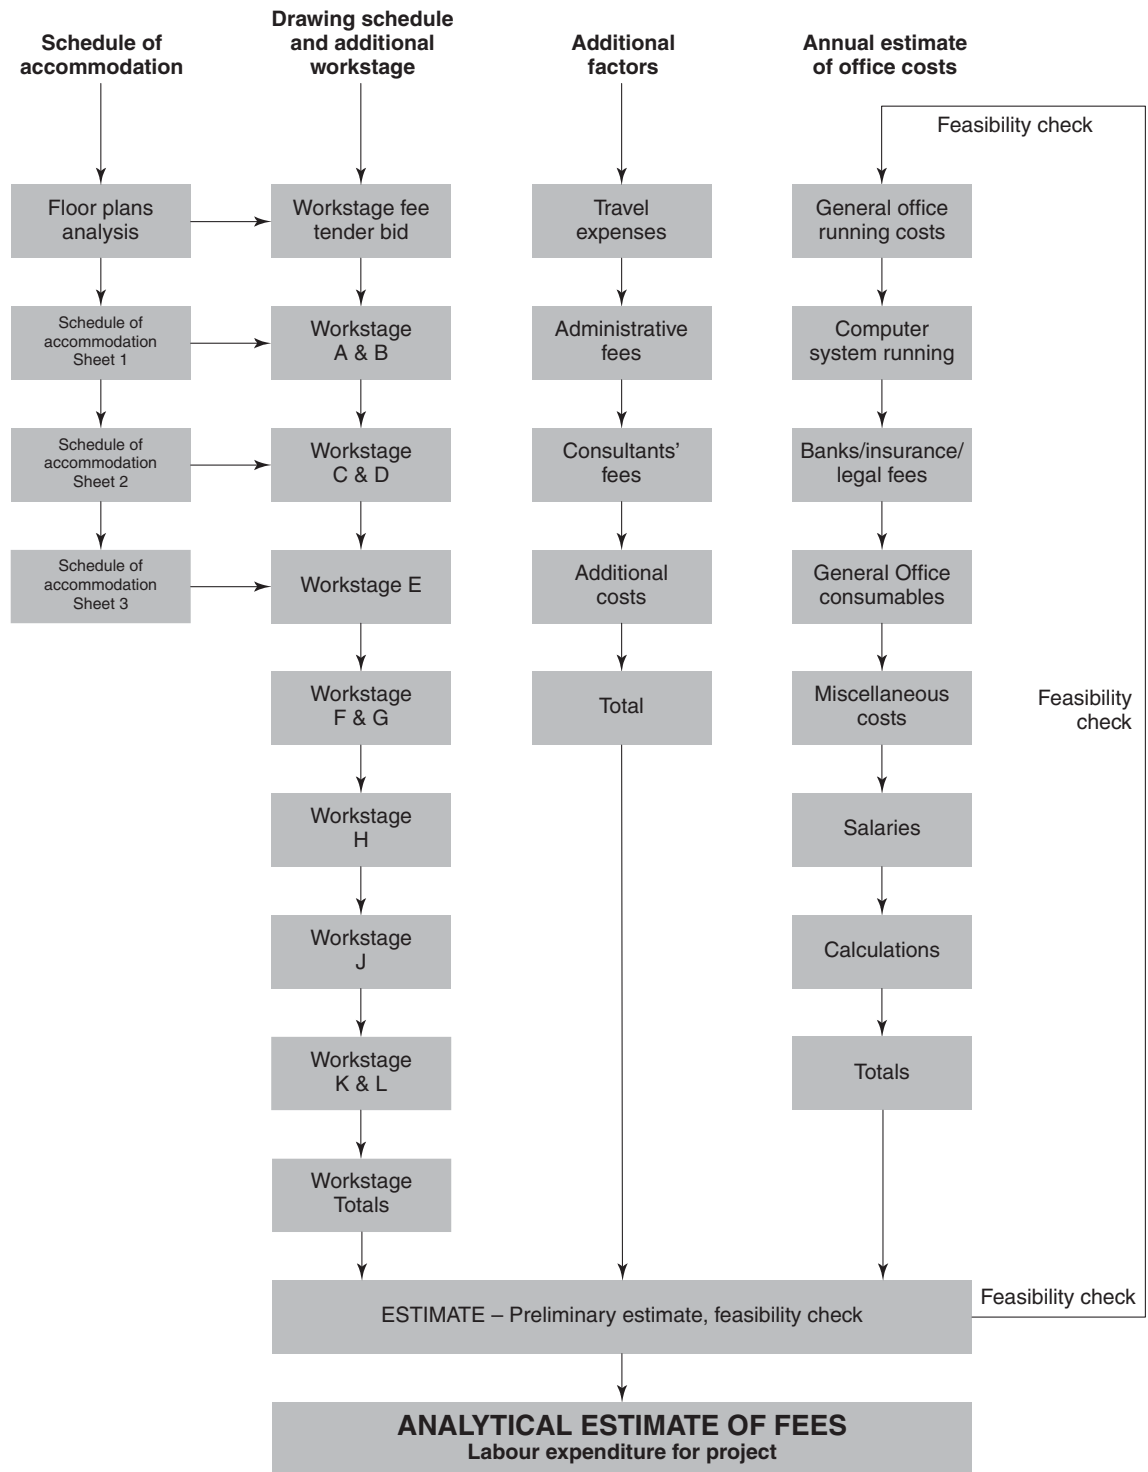 Schedule of
accommodation
Drawing schedule
and additional
workstage
Additional
factors
Annual estimate
of office costs
Feasibility check
Floor plans
analysis
Workstage fee
tender bid
Travel
expenses
General office
running costs
Schedule of
accommodation
Sheet 1
Workstage
A & B
Administrative
fees
Computer
system running
Schedule of
accommodation
Sheet 2
Workstage
C & D
Consultants’
fees
Banks/insurance/
legal fees
Schedule of
accommodation
Sheet 3
Workstage E
Additional
costs
General Office
consumables
Workstage
F & G
Total
Miscellaneous
costs
Feasibility
check
Workstage
H
Salaries
Workstage
J
Calculations
Workstage
K & L
Totals
Workstage
Totals
ESTIMATE – Preliminary estimate, feasibility check
Feasibility check
ANALYTICAL ESTIMATE OF FEES
Labour expenditure for project